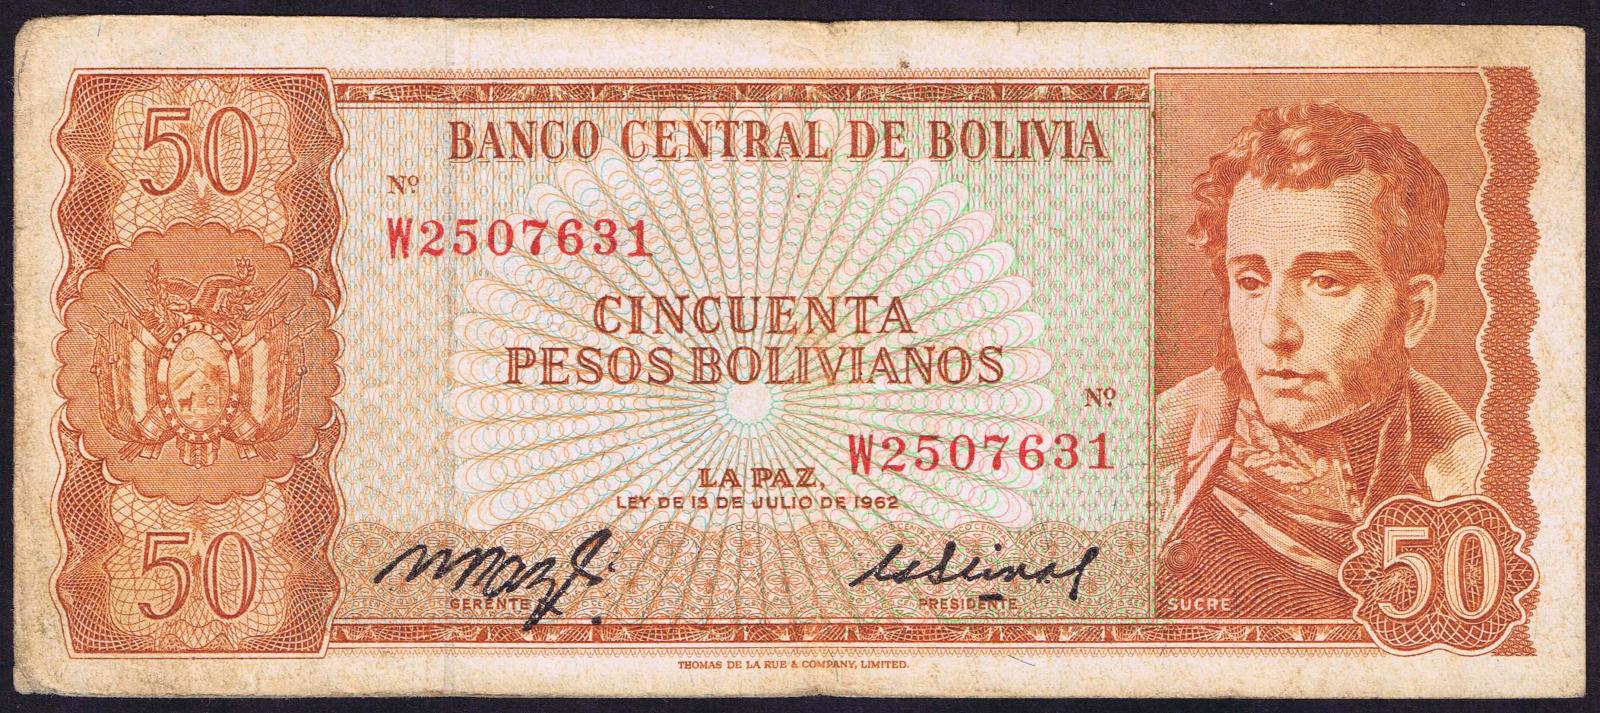 50
BANCO CENTRAL DE BOLIVIA
Nº
W2507631
BOLIVIA
CINCUENTA
PESOS BOLIVIANOS
Nº
W2507631
LA PAZ,
LEY DE 13 DE JULIO DE 1962
50
GERENTE
PRESIDENTE
SUCRE
50
THOMAS DE LA RUE & COMPANY, LIMITED.